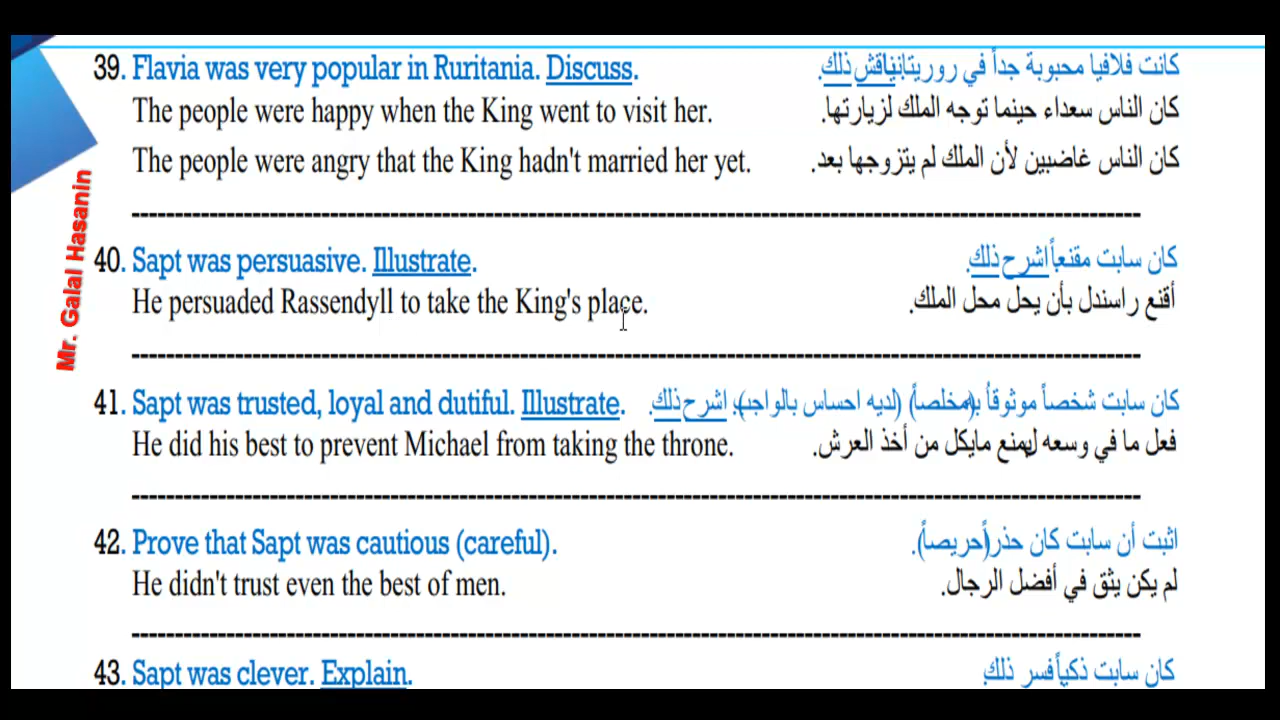 39. Flavia was very popular in Ruritania. Discuss. كانت فلافيا محبوبة جداً في روريتانيا ناقش ذلك.
The people were happy when the King went to visit her. كان الناس سعداء حينما توجه الملك لزيارتها.
The people were angry that the King hadn't married her yet. كان الناس غاضبين لأن الملك لم يتزوجها بعد.
40. Sapt was persuasive. Illustrate. كان سابت مقنعاً اشرح ذلك.
He persuaded Rassendyll to take the King's place. أقنع راسندل بأن يحل محل الملك.
41. Sapt was trusted, loyal and dutiful. Illustrate. كان سابت شخصاً موثوقاُ به (مخلصاً) (لديه احساس بالواجب). اشرح ذلك.
He did his best to prevent Michael from taking the throne. فعل ما في وسعه ليمنع مايكل من أخذ العرش.
42. Prove that Sapt was cautious (careful). اثبت أن سابت كان حذراً (حريصاً).
He didn't trust even the best of men. لم يكن يثق في أفضل الرجال.
43. Sapt was clever. Explain. كان سابت ذكياً فسر ذلك
Mr. Galal Hasanin